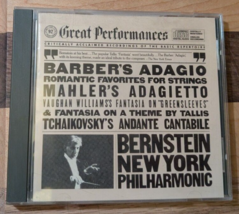 Great Performances
BARBER'S ADAGIO
ROMANTIC FAVORITES FOR STRINGS
MAHLER'S ADAGIETTO
VAUGHAN WILLIAMS'S FANTASIA ON "GREENSLEEVES"
& FANTASIA ON A THEME BY TALLIS
TCHAIKOVSKY'S ANDANTE CANTABILE
BERNSTEIN
NEW YORK
PHILHARMONIC